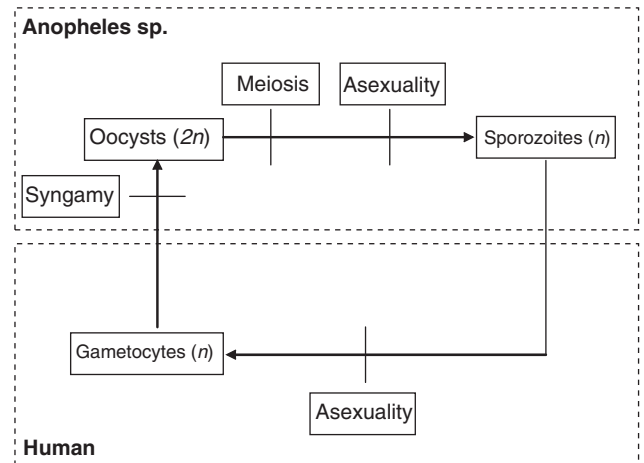 Anopheles sp.
Meiosis
Asexuality
Oocysts (2n)
Sporozoites (n)
Syngamy
Gametocytes (n)
Asexuality
Human